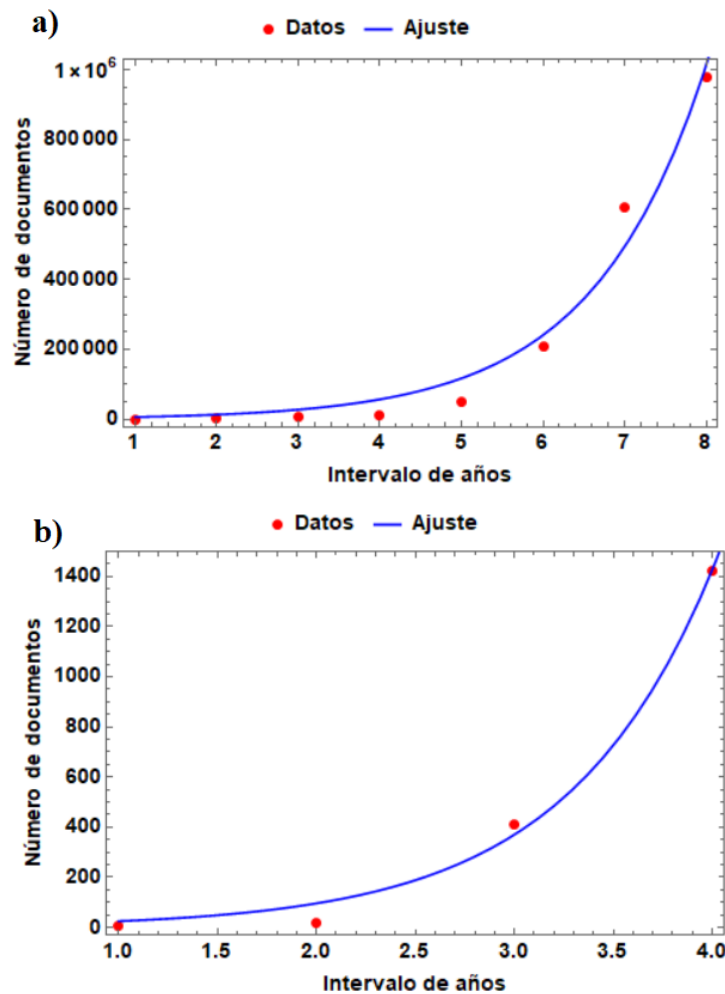 a)
Datos Ajuste
1 × 10⁶
800 000
600 000
400 000
200 000
0
Número de documentos
1 2 3 4 5 6 7 8
Intervalo de años
b)
Datos Ajuste
1400
1200
1000
800
600
400
200
0
Número de documentos
1.0 1.5 2.0 2.5 3.0 3.5 4.0
Intervalo de años